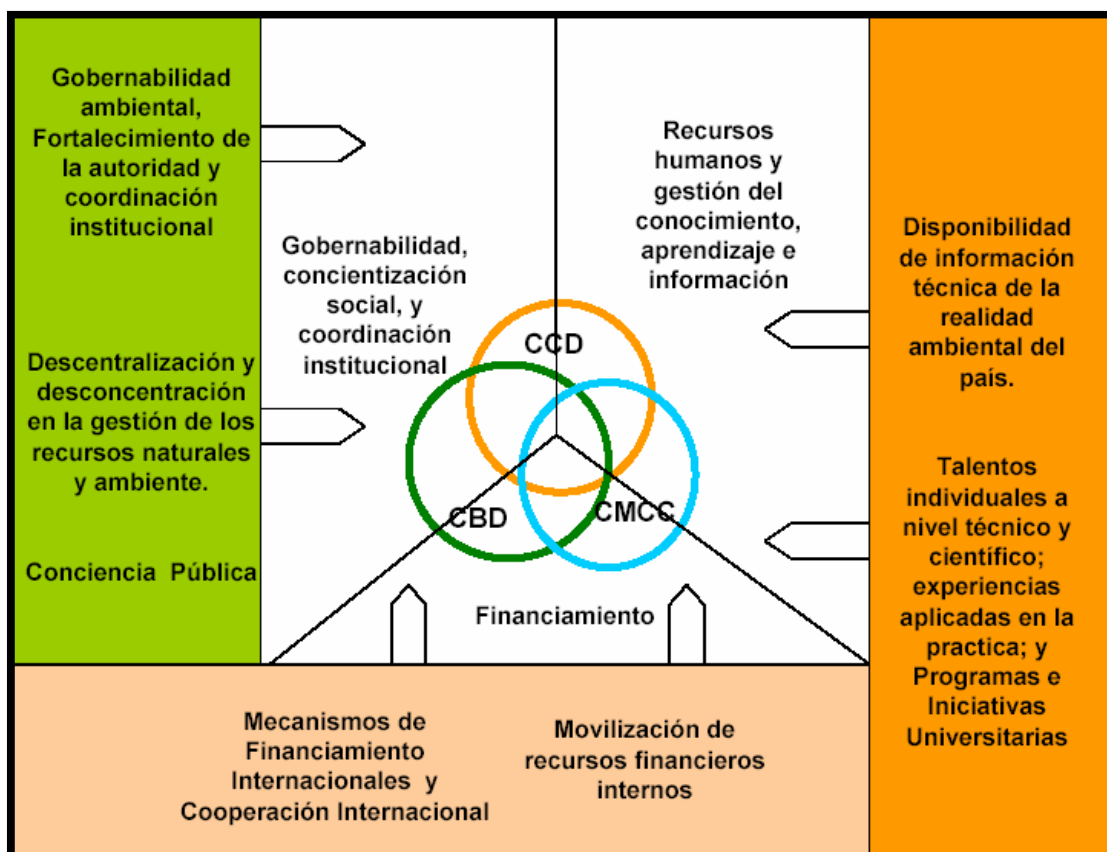 Gobernabilidad
ambiental,
Fortalecimiento de
la autoridad y
coordinación
institucional
Descentralización y
desconcentración
en la gestión de los
recursos naturales
y ambiente.
Conciencia Pública
Gobernabilidad,
concientización
social, y
coordinación
institucional
Recursos
humanos y
gestión del
conocimiento,
aprendizaje e
información
CCD
CBD
CMCC
Financiamiento
Disponibilidad
de información
técnica de la
realidad
ambiental del
país.
Talentos
individuales a
nivel técnico y
científico;
experiencias
aplicadas en la
practica; y
Programas e
Iniciativas
Universitarias
Mecanismos de
Financiamiento
Internacionales y
Cooperación Internacional
Movilización de
recursos financieros
internos